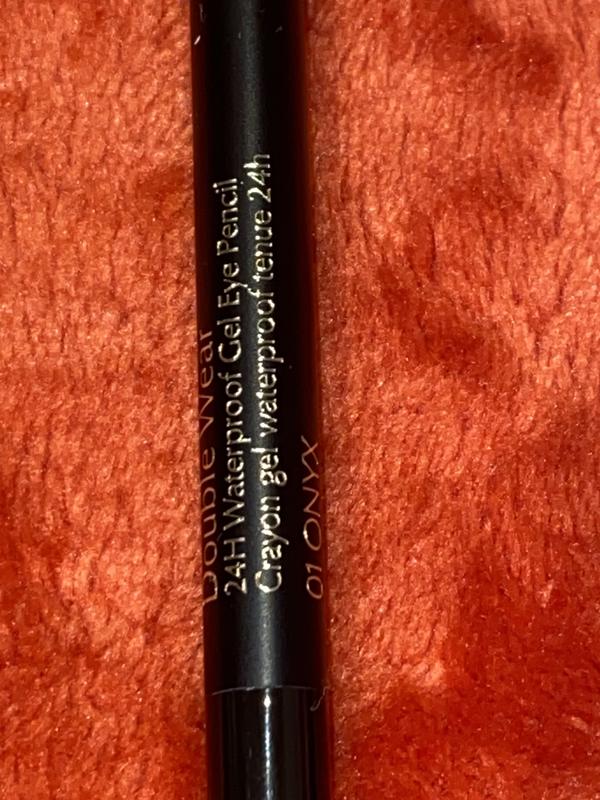 Double Wear
24H Waterproof Gel Eye Pencil
Crayon gel waterproof tenue 24h
01 ONYX